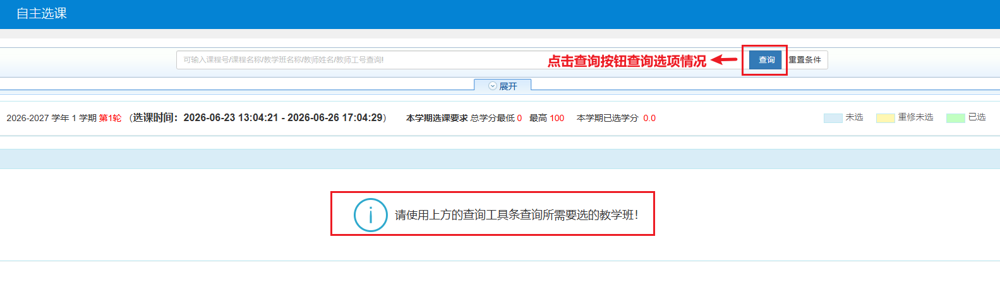 自主选课
可输入课程号/课程名称/教学班名称/教师姓名/教师工号查询!
点击查询按钮查询选项情况
查询
重置条件
展开
2026-2027 学年 1 学期 第1轮 （选课时间：2026-06-23 13:04:21 - 2026-06-26 17:04:29） 本学期选课要求 总学分最低 0 最高 100 本学期已选学分 0.0
未选 重修未选 已选
请使用上方的查询工具条查询所需要选的教学班！